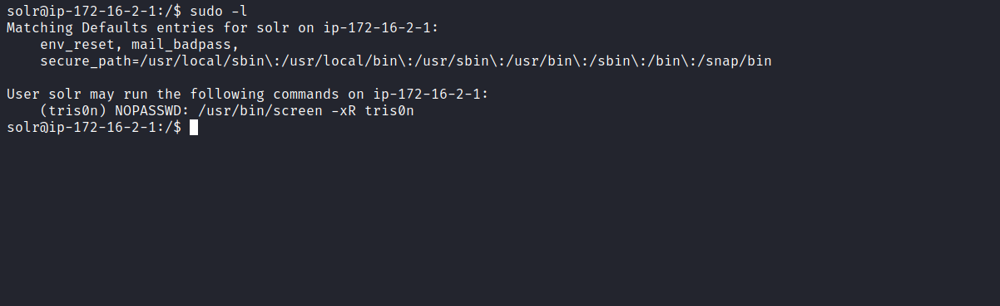 solr@ip-172-16-2-1:/$ sudo -l
Matching Defaults entries for solr on ip-172-16-2-1:
    env_reset, mail_badpass,
    secure_path=/usr/local/sbin\:/usr/local/bin\:/usr/sbin\:/usr/bin\:/sbin\:/bin\:/snap/bin

User solr may run the following commands on ip-172-16-2-1:
    (tris0n) NOPASSWD: /usr/bin/screen -xR tris0n
solr@ip-172-16-2-1:/$